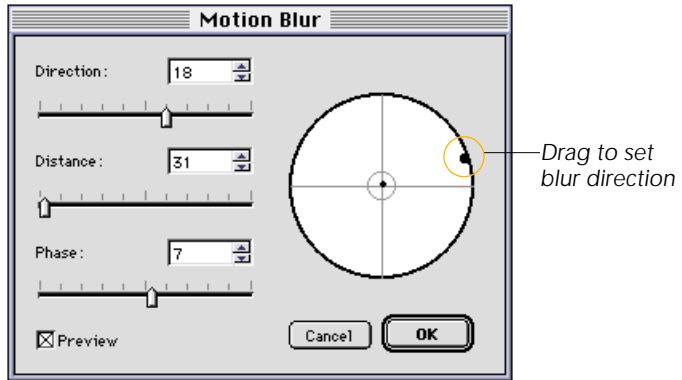 Motion Blur
Direction: 18
Distance: 31
Phase: 7
Preview
Cancel OK
Drag to set
blur direction